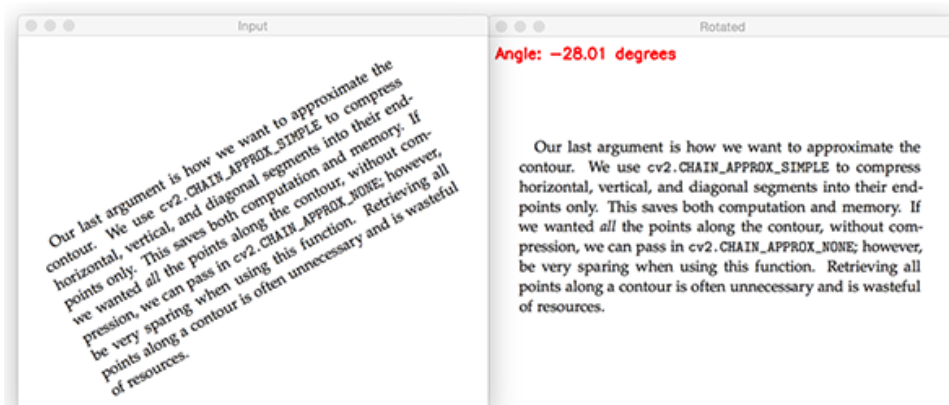 Input
Our last argument is how we want to approximate the
contour. We use cv2.CHAIN_APPROX_SIMPLE to compress
horizontal, vertical, and diagonal segments into their end-
points only. This saves both computation and memory. If
we wanted all the points along the contour, without com-
pression, we can pass in cv2.CHAIN_APPROX_NONE; however,
be very sparing when using this function. Retrieving all
points along a contour is often unnecessary and is wasteful
of resources.
Rotated
Angle: −28.01 degrees
Our last argument is how we want to approximate the
contour. We use cv2.CHAIN_APPROX_SIMPLE to compress
horizontal, vertical, and diagonal segments into their end-
points only. This saves both computation and memory. If
we wanted all the points along the contour, without com-
pression, we can pass in cv2.CHAIN_APPROX_NONE; however,
be very sparing when using this function. Retrieving all
points along a contour is often unnecessary and is wasteful
of resources.